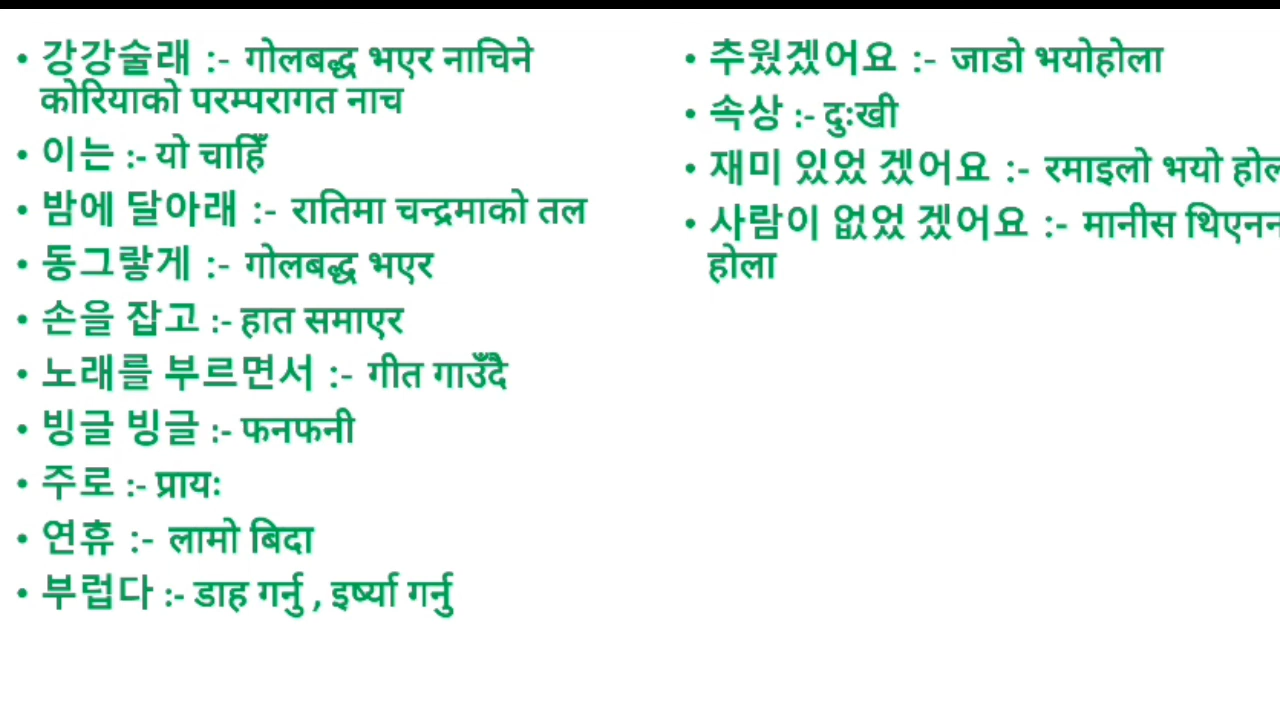 • 강강술래 :- गोलबद्ध भएर नाचिने
कोरियाको परम्परागत नाच
• 이는 :- यो चाहिँ
• 밤에 달아래 :- रातिमा चन्द्रमाको तल
• 동그랗게 :- गोलबद्ध भएर
• 손을 잡고 :- हात समाएर
• 노래를 부르면서 :- गीत गाउँदै
• 빙글 빙글 :- फनफनी
• 주로 :- प्रायः
• 연휴 :- लामो बिदा
• 부럽다 :- डाह गर्नु , इर्ष्या गर्नु
• 추웠겠어요 :- जाडो भयोहोला
• 속상 :- दुःखी
• 재미 있었 겠어요 :- रमाइलो भयो
• 사람이 없었 겠어요 :- मानीस थिएनन
होला